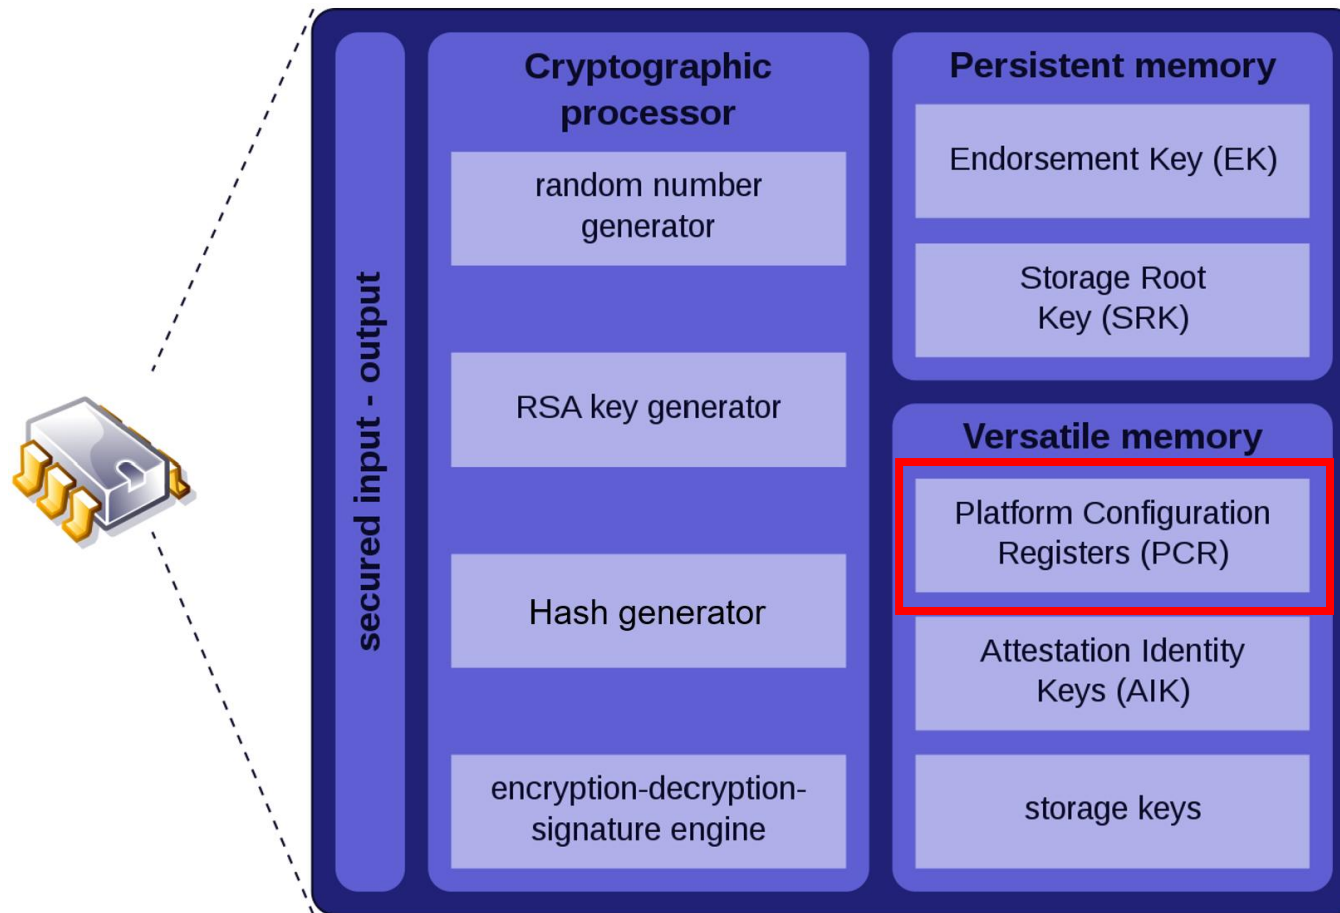 secured input - output
Cryptographic
processor
random number
generator
RSA key generator
Hash generator
encryption-decryption-
signature engine
Persistent memory
Endorsement Key (EK)
Storage Root
Key (SRK)
Versatile memory
Platform Configuration
Registers (PCR)
Attestation Identity
Keys (AIK)
storage keys